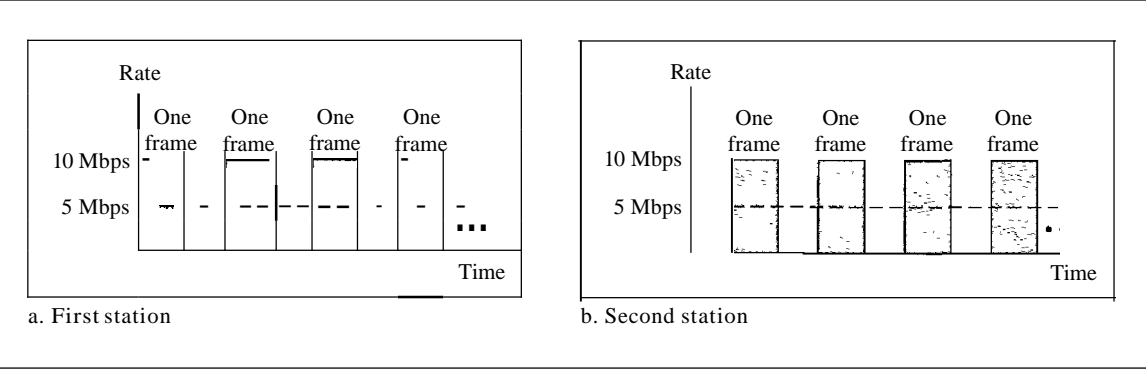 Rate
One One One One
frame frame frame frame
10 Mbps
5 Mbps
...
Time
a. First station
Rate
One One One One
frame frame frame frame
10 Mbps
5 Mbps
Time
b. Second station